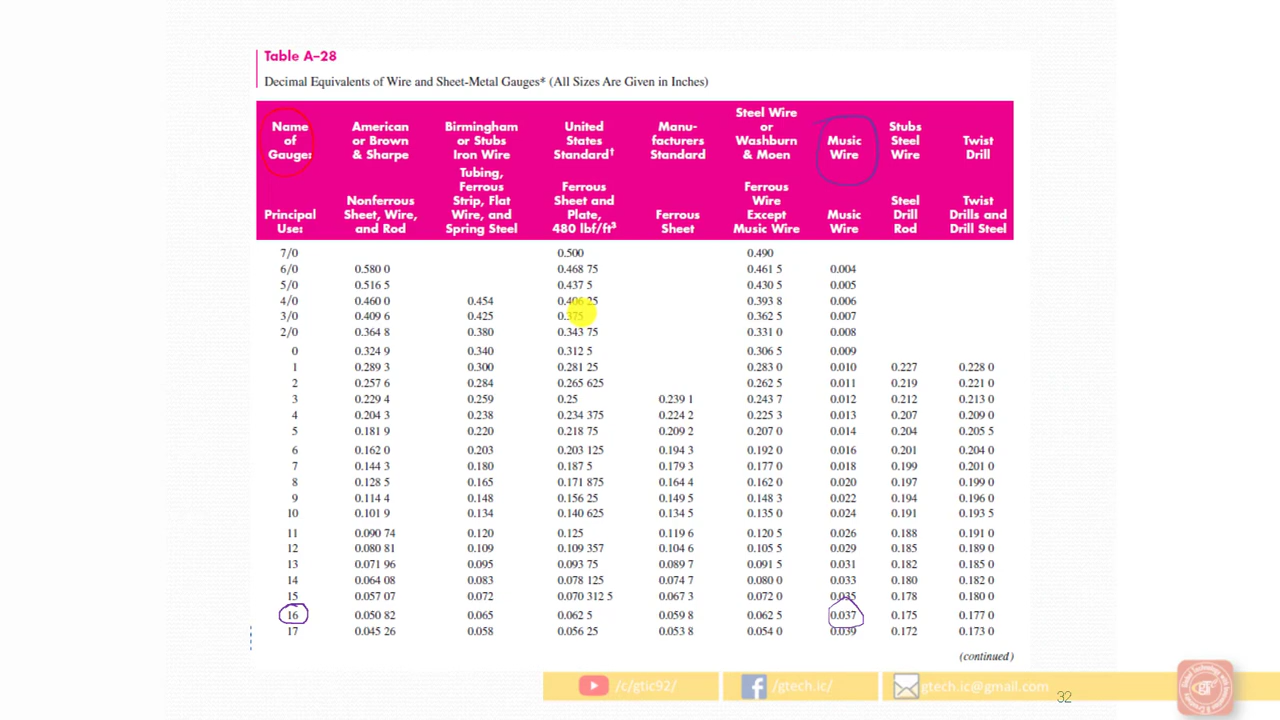 Table A–28
Decimal Equivalents of Wire and Sheet-Metal Gauges* (All Sizes Are Given in Inches)
Name of Gauge: American or Brown & Sharpe Birmingham or Stubs Iron Wire United States Standard† Manu-facturers Standard Steel Wire or Washburn & Moen Music Wire Stubs Steel Wire Twist Drill
Principal Use: Nonferrous Sheet, Wire, and Rod Tubing, Ferrous Strip, Flat Wire, and Spring Steel Ferrous Sheet and Plate, 480 lbf/ft³ Ferrous Sheet Ferrous Wire Except Music Wire Music Wire Steel Drill Rod Twist Drills and Drill Steel
7/0 0.500 0.490
6/0 0.580 0 0.468 75 0.461 5 0.004
5/0 0.516 5 0.437 5 0.430 5 0.005
4/0 0.460 0 0.454 0.406 25 0.393 8 0.006
3/0 0.409 6 0.425 0.375 0.362 5 0.007
2/0 0.364 8 0.380 0.343 75 0.331 0 0.008
0 0.324 9 0.340 0.312 5 0.306 5 0.009
1 0.289 3 0.300 0.281 25 0.283 0 0.010 0.227 0.228 0
2 0.257 6 0.284 0.265 625 0.262 5 0.011 0.219 0.221 0
3 0.229 4 0.259 0.25 0.239 1 0.243 7 0.012 0.212 0.213 0
4 0.204 3 0.238 0.234 375 0.224 2 0.225 3 0.013 0.207 0.209 0
5 0.181 9 0.220 0.218 75 0.209 2 0.207 0 0.014 0.204 0.205 5
6 0.162 0 0.203 0.203 125 0.194 3 0.192 0 0.016 0.201 0.204 0
7 0.144 3 0.180 0.187 5 0.179 3 0.177 0 0.018 0.199 0.201 0
8 0.128 5 0.165 0.171 875 0.164 4 0.162 0 0.020 0.197 0.199 0
9 0.114 4 0.148 0.156 25 0.149 5 0.148 3 0.022 0.194 0.196 0
10 0.101 9 0.134 0.140 625 0.134 5 0.135 0 0.024 0.191 0.193 5
11 0.090 74 0.120 0.125 0.119 6 0.120 5 0.026 0.188 0.191 0
12 0.080 81 0.109 0.109 357 0.104 6 0.105 5 0.029 0.185 0.189 0
13 0.071 96 0.095 0.093 75 0.089 7 0.091 5 0.031 0.182 0.185 0
14 0.064 08 0.083 0.078 125 0.074 7 0.080 0 0.033 0.180 0.182 0
15 0.057 07 0.072 0.070 312 5 0.067 3 0.072 0 0.035 0.178 0.180 0
16 0.050 82 0.065 0.062 5 0.059 8 0.062 5 0.037 0.175 0.177 0
17 0.045 26 0.058 0.056 25 0.053 8 0.054 0 0.039 0.172 0.173 0
(continued)
/c/gtic92/ /gtech.ic/ gtech.ic@gmail.com 32